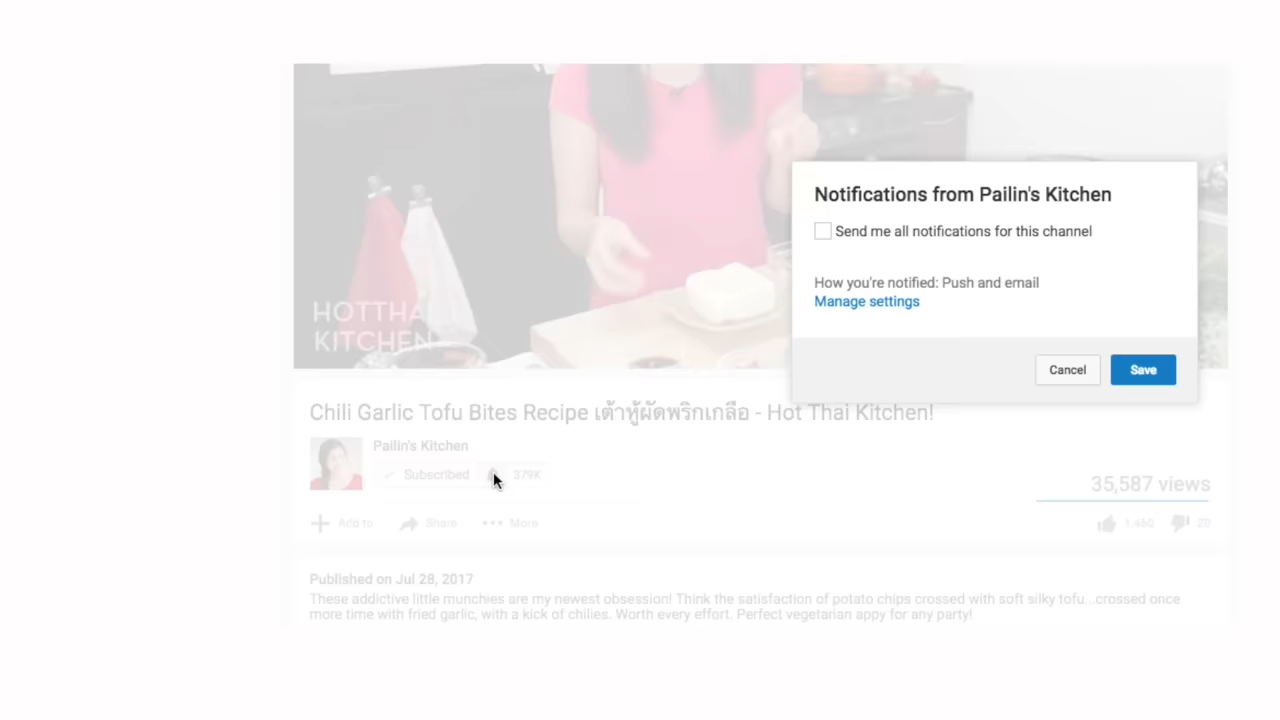 HOTTHAI
KITCHEN
Notifications from Pailin's Kitchen
Send me all notifications for this channel
How you're notified: Push and email
Manage settings
Cancel
Save
Chili Garlic Tofu Bites Recipe เต้าหู้ผัดพริกเกลือ - Hot Thai Kitchen!
Pailin's Kitchen
Subscribed 379K
35,587 views
Add to Share More
1,460 20
Published on Jul 28, 2017
These addictive little munchies are my newest obsession! Think the satisfaction of potato chips crossed with soft silky tofu...crossed once
more time with fried garlic, with a kick of chilies. Worth every effort. Perfect vegetarian appy for any party!